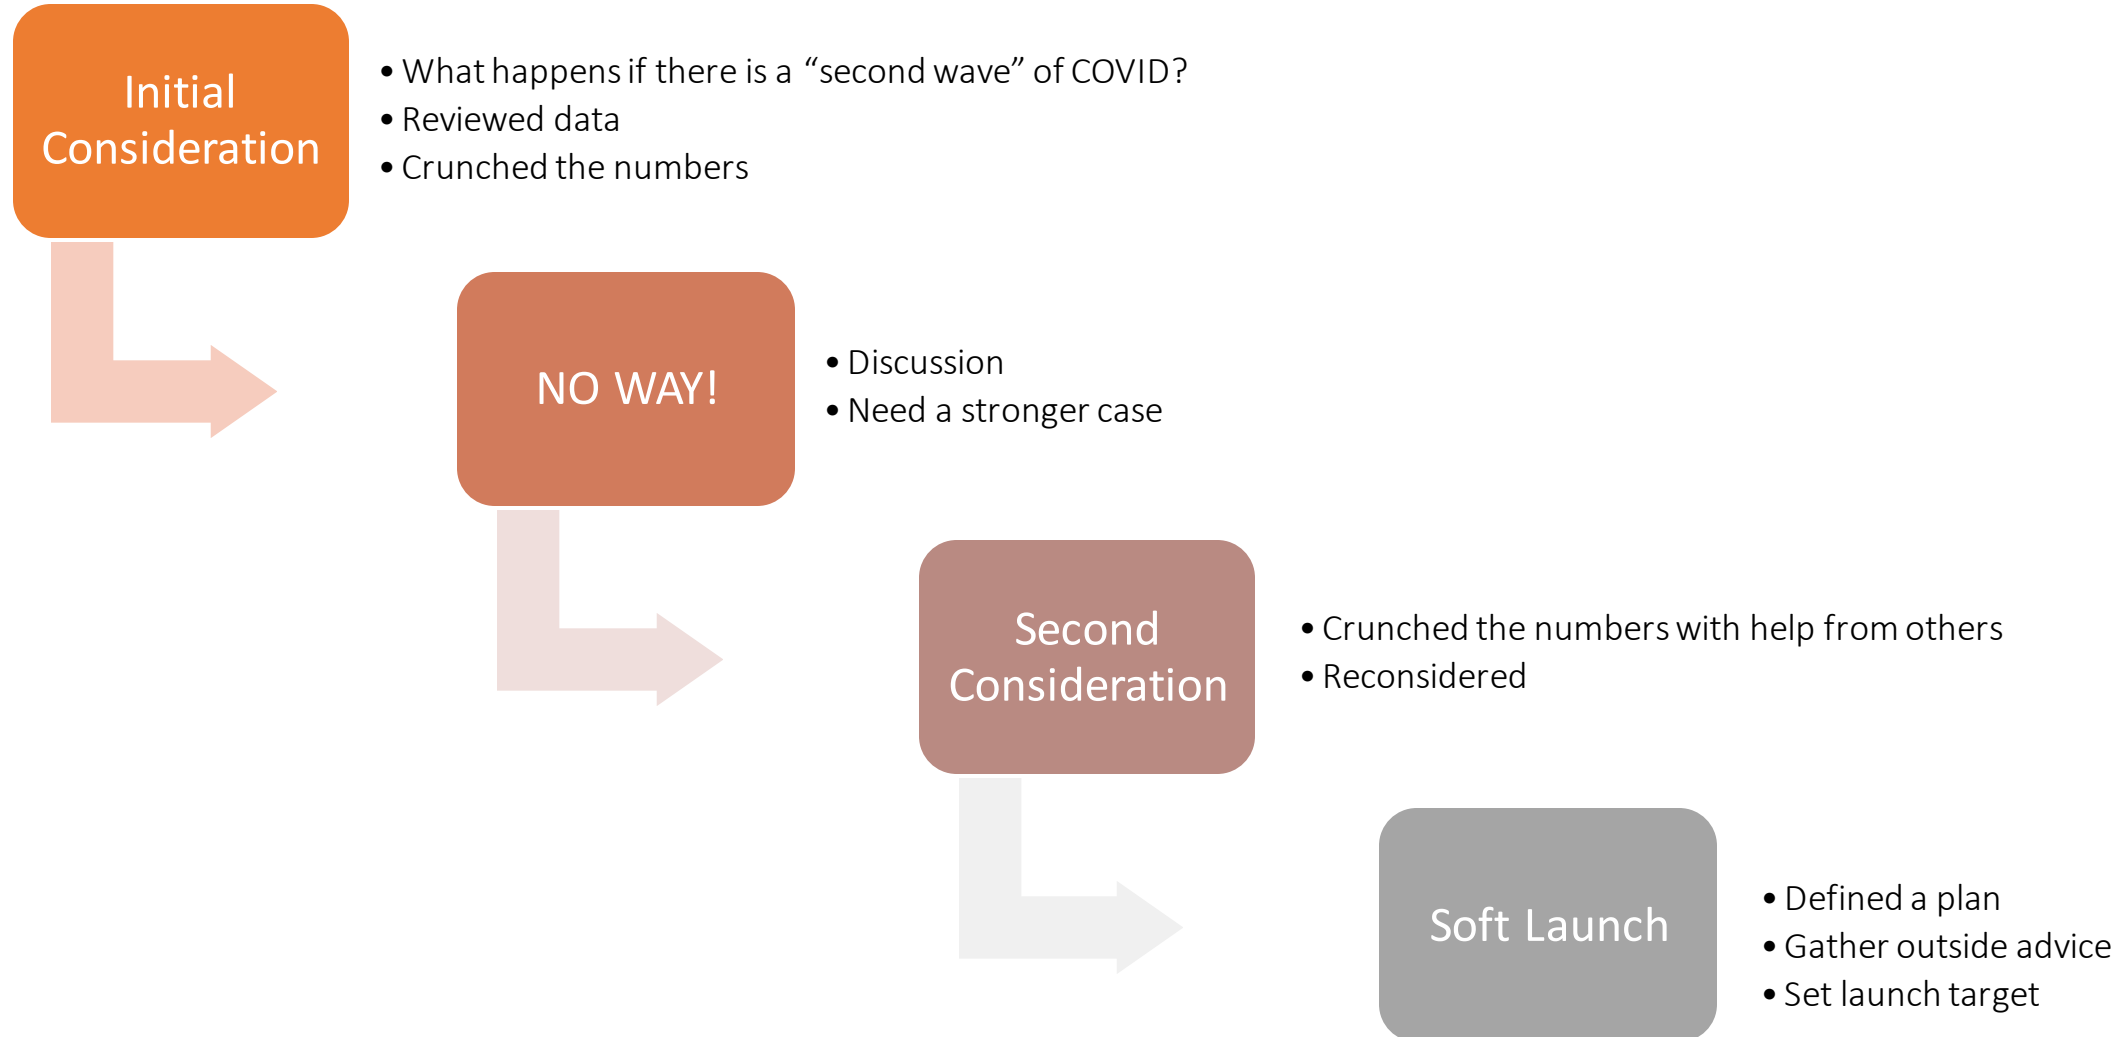 Initial
Consideration
• What happens if there is a “second wave” of COVID?
• Reviewed data
• Crunched the numbers
NO WAY!
• Discussion
• Need a stronger case
Second
Consideration
• Crunched the numbers with help from others
• Reconsidered
Soft Launch
• Defined a plan
• Gather outside advice
• Set launch target